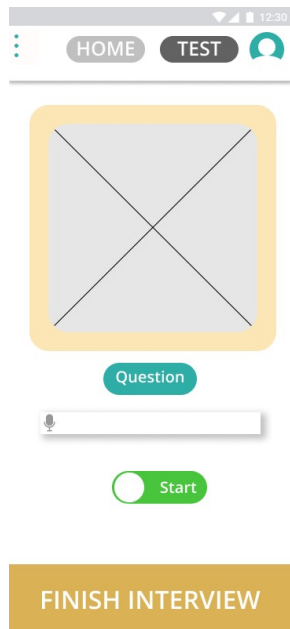 12:30
HOME TEST
Question
Start
FINISH INTERVIEW